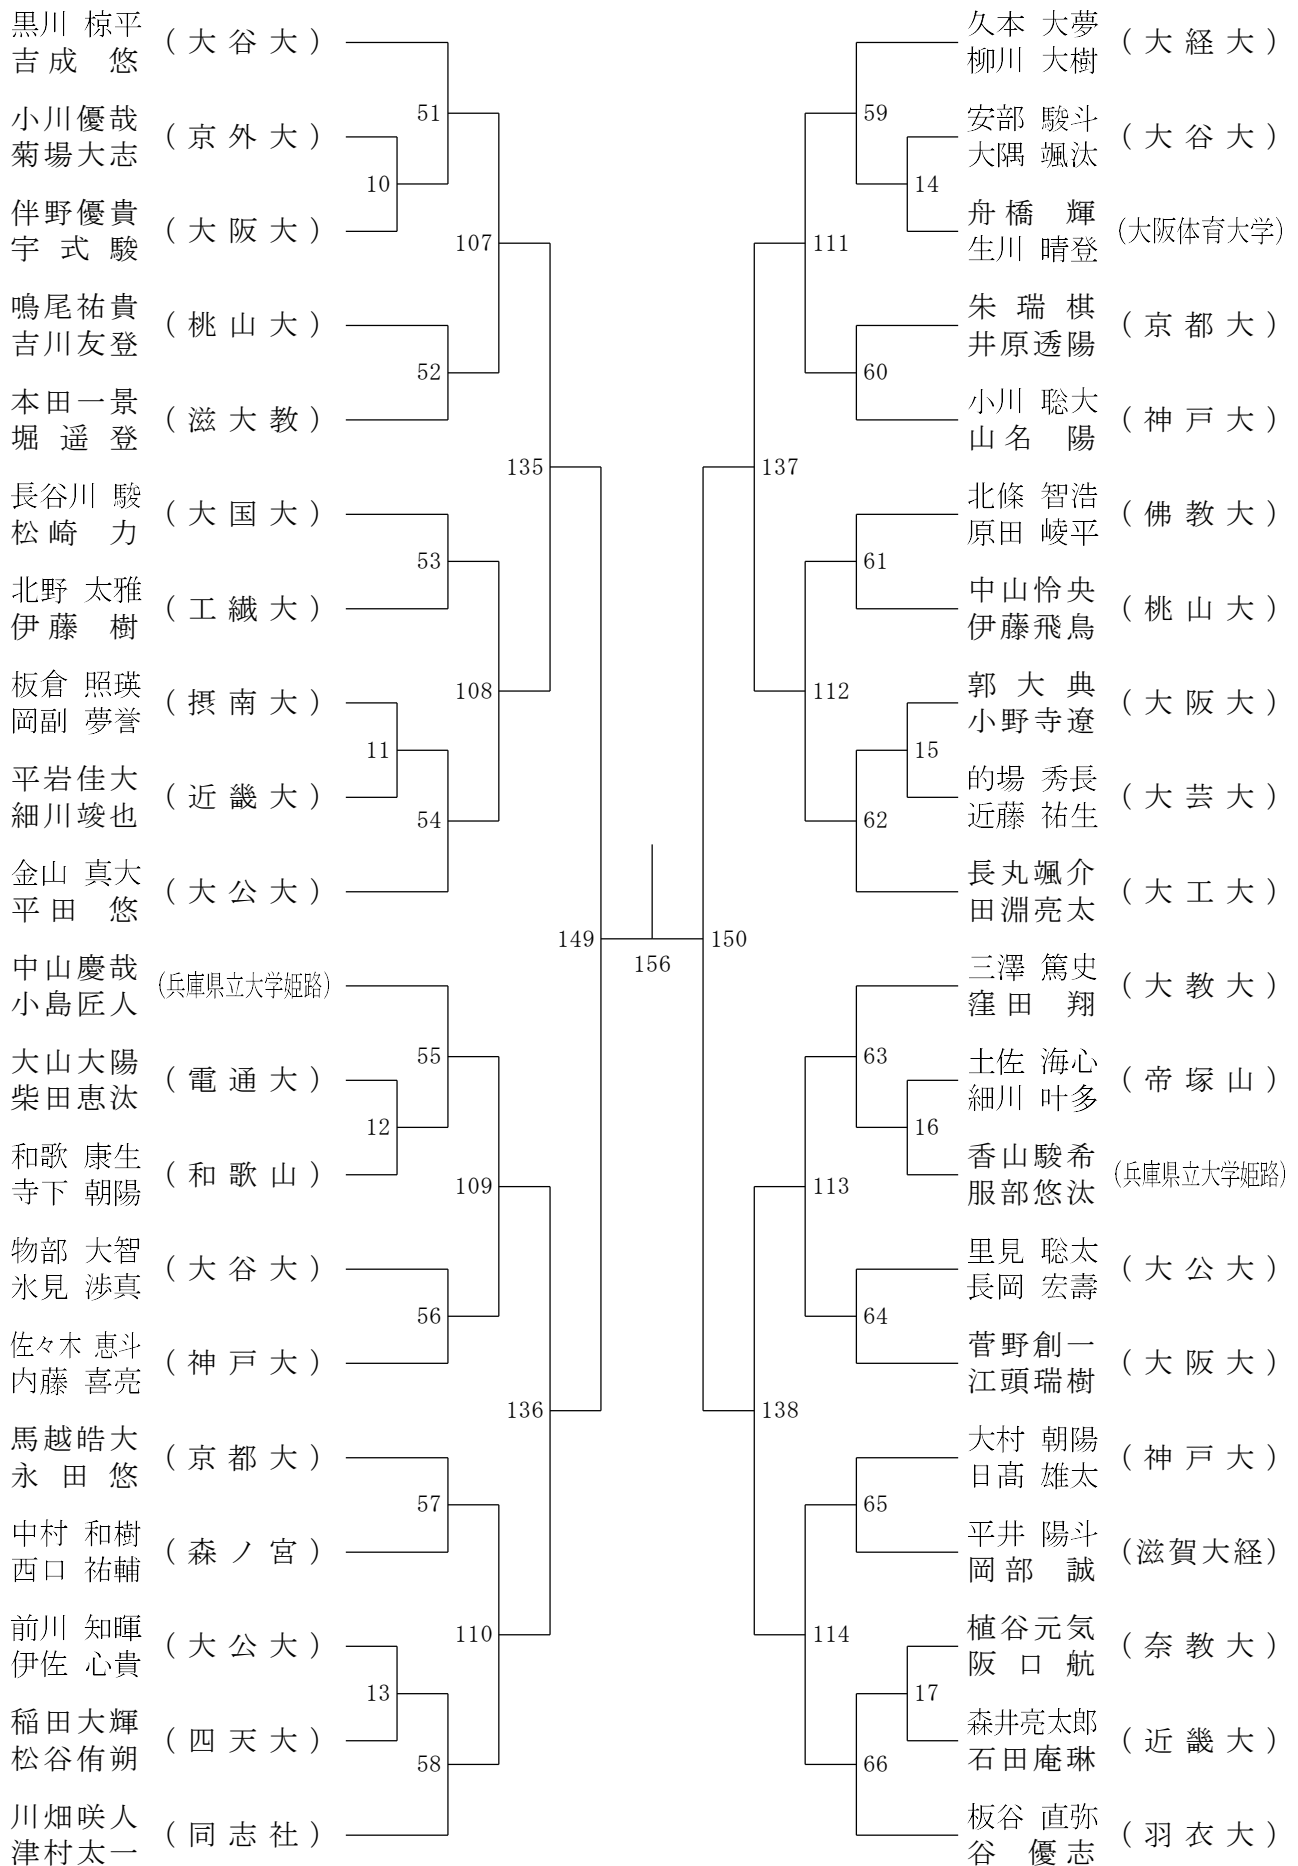 黒川 椋平
吉成 悠
(大谷大)
小川優哉
菊場大志
(京外大)
伴野優貴
宇式駿
(大阪大)
鳴尾祐貴
吉川友登
(桃山大)
本田一景
堀遥登
(滋大教)
長谷川 駿
松崎 力
(大国大)
北野 太雅
伊藤 樹
(工繊大)
板倉 照瑛
岡副 夢誉
(摂南大)
平岩佳大
細川竣也
(近畿大)
金山 真大
平田 悠
(大公大)
中山慶哉
小島匠人
(兵庫県立大学姫路)
大山大陽
柴田恵汰
(電通大)
和歌 康生
寺下 朝陽
(和歌山)
物部 大智
氷見 渉真
(大谷大)
佐々木 恵斗
内藤 喜亮
(神戸大)
馬越皓大
永田悠
(京都大)
中村 和樹
西口 祐輔
(森ノ宮)
前川 知暉
伊佐 心貴
(大公大)
稲田大輝
松谷侑朔
(四天大)
川畑咲人
津村太一
(同志社)
51
10
107
52
135
53
108
11
54
149
55
12
109
56
136
57
110
13
58
156
150
59
14
111
60
137
61
112
15
62
63
16
113
64
138
65
114
17
66
久本 大夢
柳川 大樹
(大経大)
安部 駿斗
大隅 颯汰
(大谷大)
舟橋 輝
生川 晴登
(大阪体育大学)
朱瑞棋
井原透陽
(京都大)
小川 聡大
山名 陽
(神戸大)
北條 智浩
原田 崚平
(佛教大)
中山怜央
伊藤飛鳥
(桃山大)
郭大典
小野寺遼
(大阪大)
的場 秀長
近藤 祐生
(大芸大)
長丸颯介
田淵亮太
(大工大)
三澤 篤史
窪田 翔
(大教大)
土佐 海心
細川 叶多
(帝塚山)
香山駿希
服部悠汰
(兵庫県立大学姫路)
里見 聡太
長岡 宏壽
(大公大)
菅野創一
江頭瑞樹
(大阪大)
大村 朝陽
日髙 雄太
(神戸大)
平井 陽斗
岡部 誠
(滋賀大経)
植谷元気
阪口航
(奈教大)
森井亮太郎
石田庵琳
(近畿大)
板谷 直弥
谷 優志
(羽衣大)